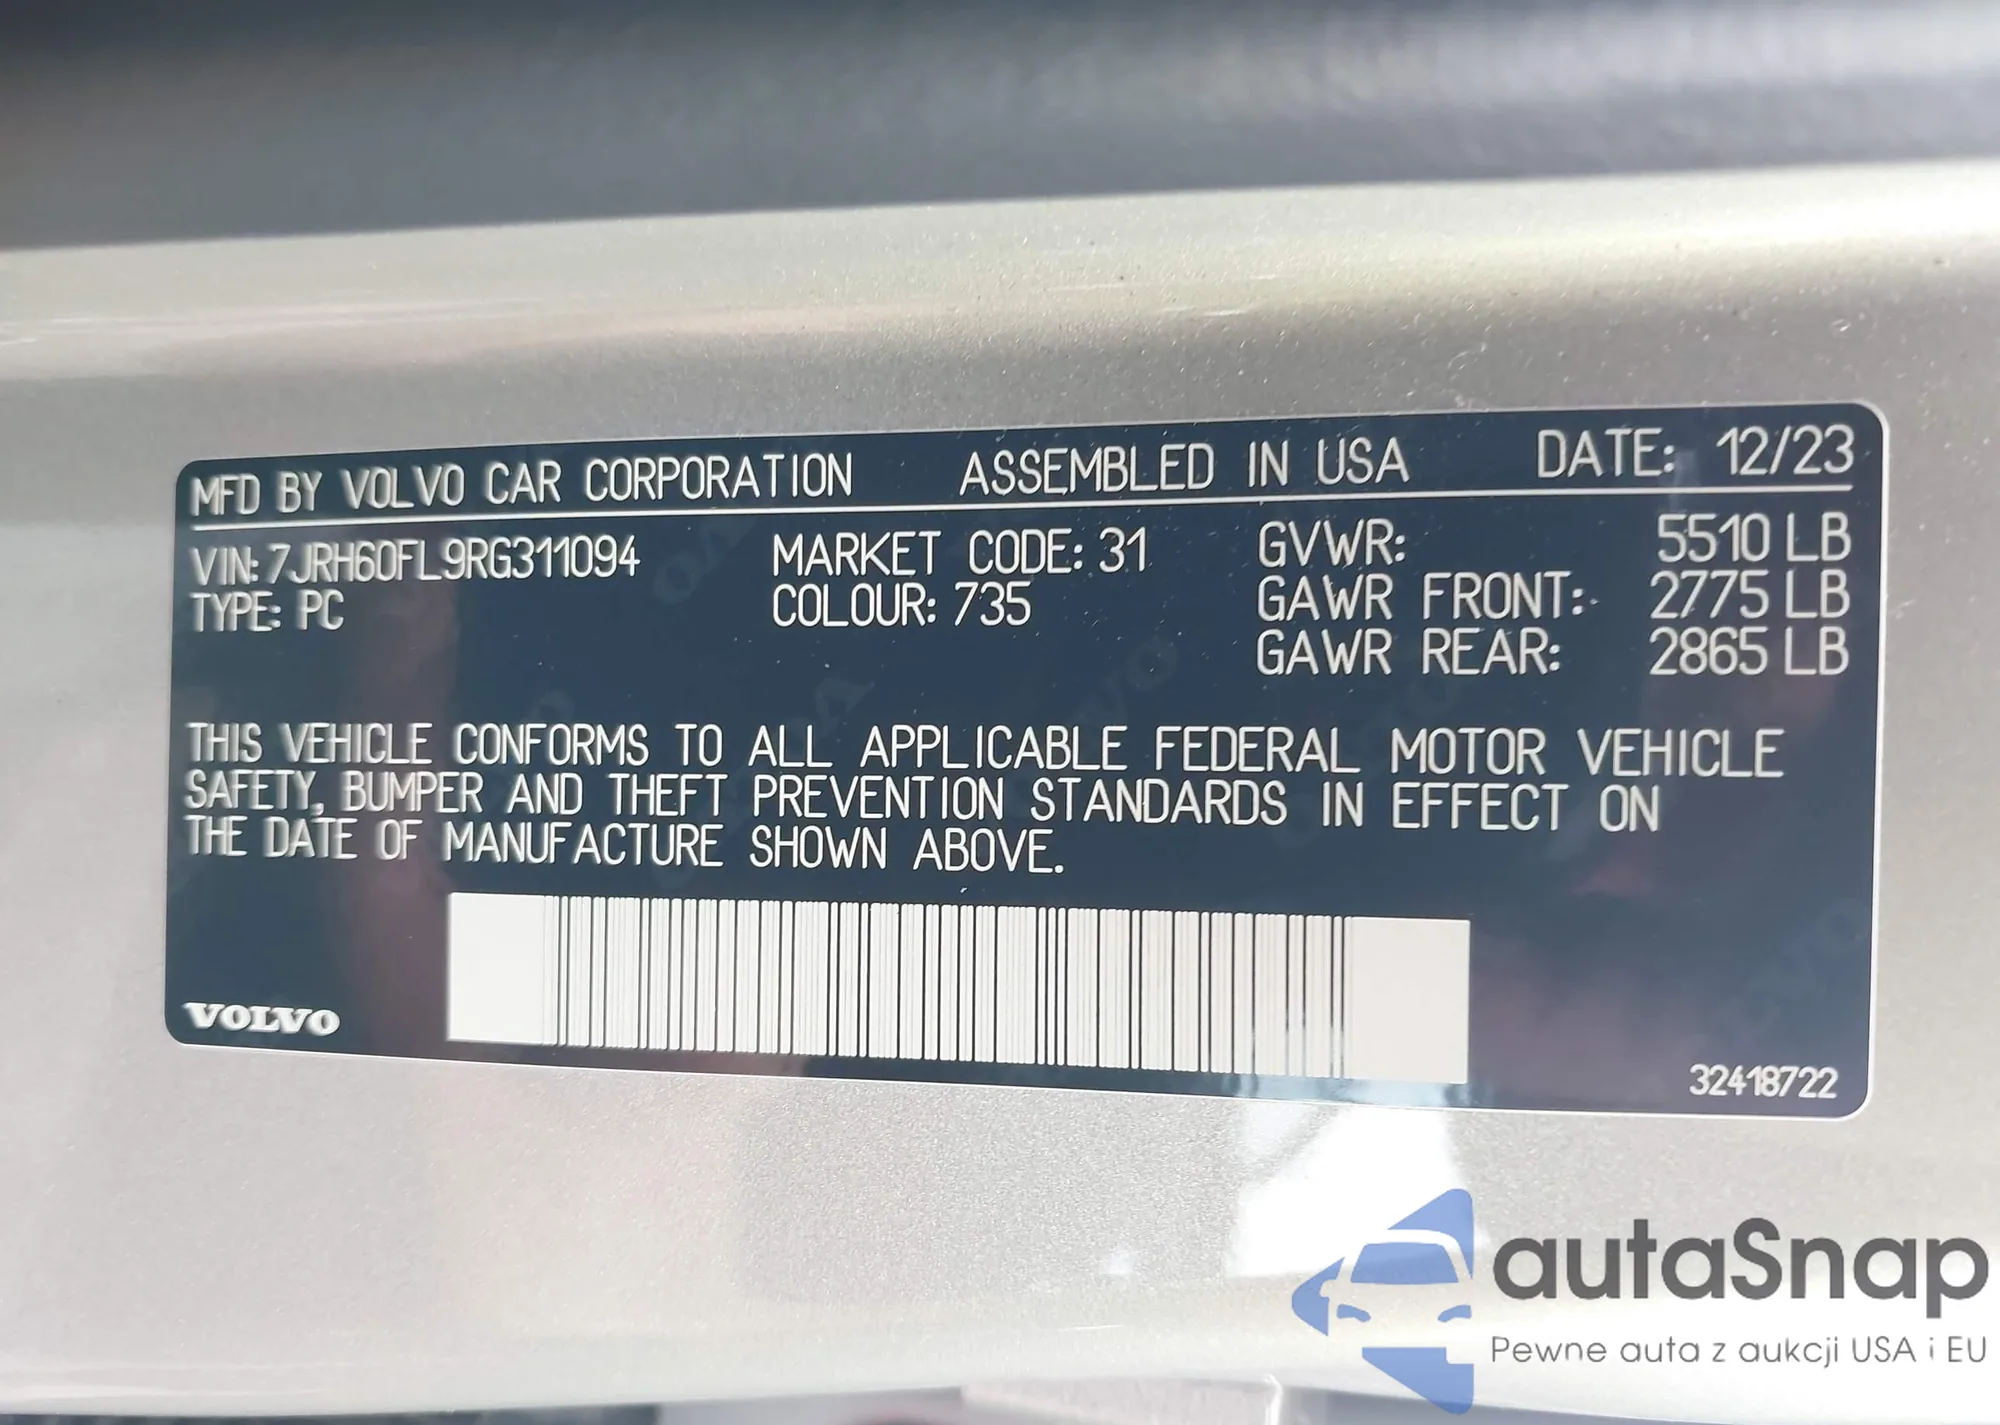 MFD BY VOLVO CAR CORPORATION ASSEMBLED IN USA DATE: 12/23
VIN: 7JRH60FL9RG311094 MARKET CODE: 31 GVWR: 5510 LB
TYPE: PC COLOUR: 735 GAWR FRONT: 2775 LB
GAWR REAR: 2865 LB
THIS VEHICLE CONFORMS TO ALL APPLICABLE FEDERAL MOTOR VEHICLE
SAFETY, BUMPER AND THEFT PREVENTION STANDARDS IN EFFECT ON
THE DATE OF MANUFACTURE SHOWN ABOVE.
VOLVO
32418722
autaSnap
Pewne auta z aukcji USA i EU